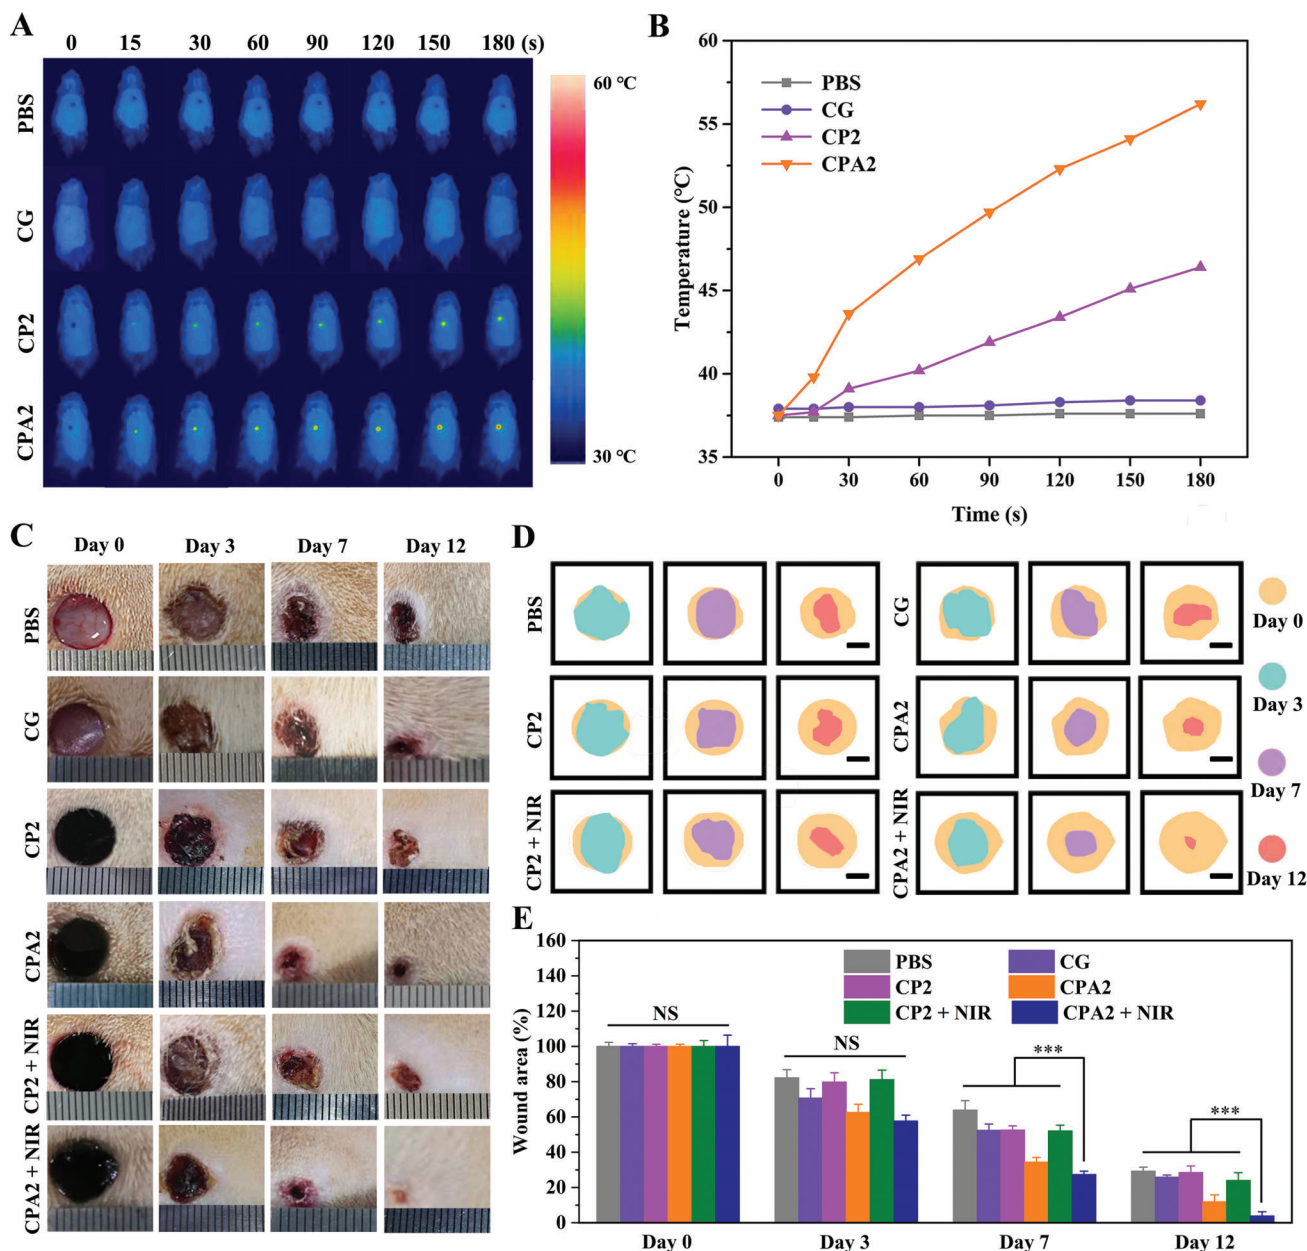 A
0 15 30 60 90 120 150 180 (s)
PBS
CG
CP2
CPA2
60 °C
30 °C
B
60
55
50
45
40
35
Temperature (°C)
PBS
CG
CP2
CPA2
0 30 60 90 120 150 180
Time (s)
C
Day 0 Day 3 Day 7 Day 12
PBS
CG
CP2
CPA2
CP2 + NIR
CPA2 + NIR
D
PBS
CG
CP2
CPA2
CP2 + NIR
CPA2 + NIR
Day 0
Day 3
Day 7
Day 12
E
160
140
120
100
80
60
40
20
0
Wound area (%)
PBS CG
CP2 CPA2
CP2 + NIR CPA2 + NIR
NS
NS
***
***
Day 0 Day 3 Day 7 Day 12